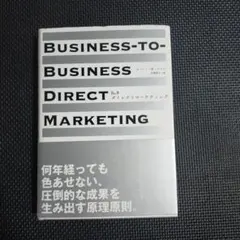 BUSINESS-TO-
BUSINESS
DIRECT
MARKETING
何年経っても
色あせない、
圧倒的な成果を
生み出す原理原則。